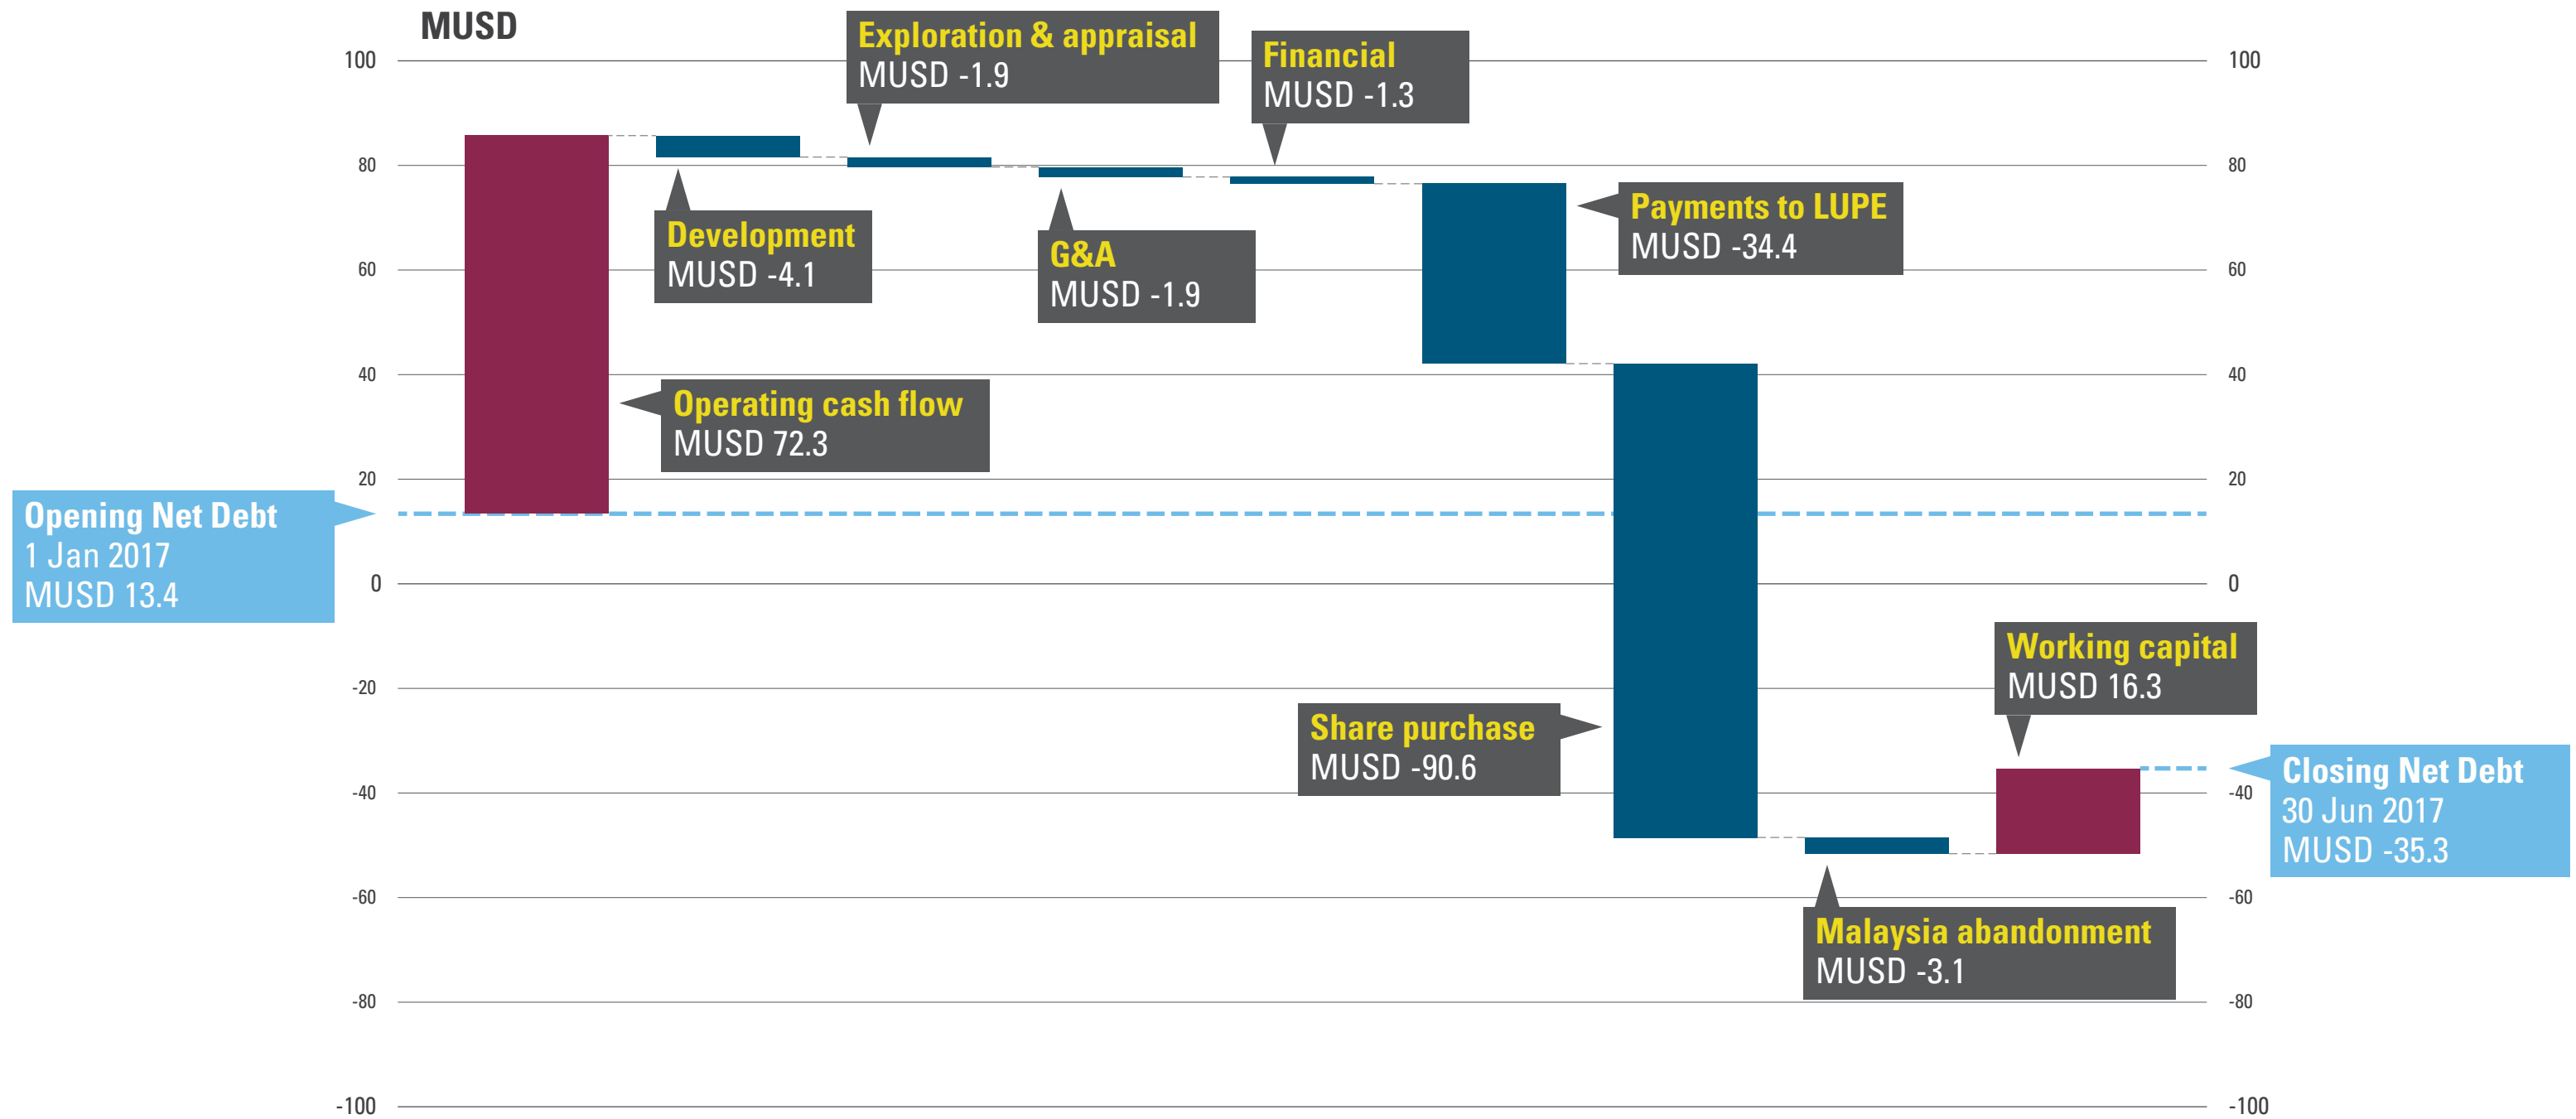 MUSD
100
80
60
40
20
0
-20
-40
-60
-80
-100
Opening Net Debt
1 Jan 2017
MUSD 13.4
Operating cash flow
MUSD 72.3
Development
MUSD -4.1
Exploration & appraisal
MUSD -1.9
G&A
MUSD -1.9
Financial
MUSD -1.3
Payments to LUPE
MUSD -34.4
Share purchase
MUSD -90.6
Malaysia abandonment
MUSD -3.1
Working capital
MUSD 16.3
Closing Net Debt
30 Jun 2017
MUSD -35.3
100
80
60
40
20
0
-20
-40
-60
-80
-100